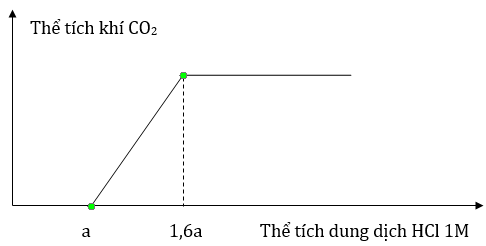 Thể tích khí CO₂
a
1,6a
Thể tích dung dịch HCl 1M